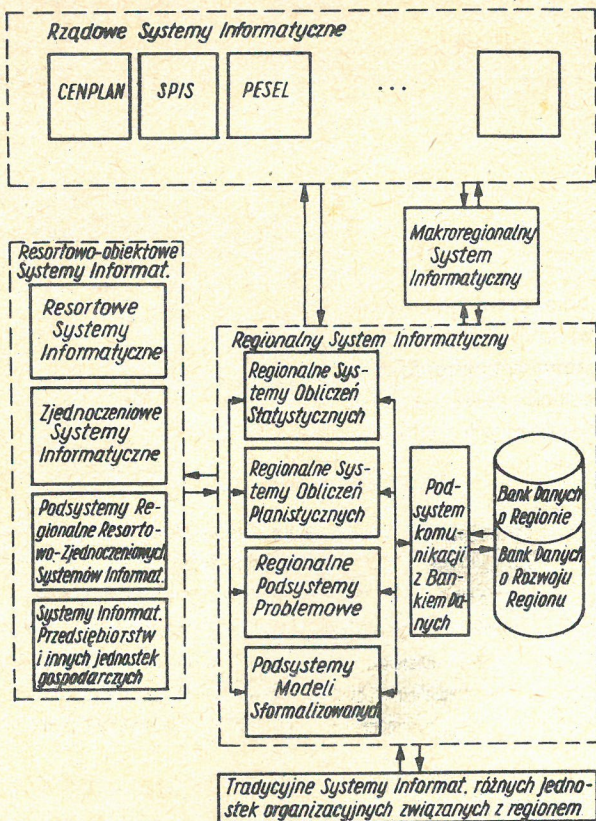 Rządowe Systemy Informatyczne
CENPLAN
SPIS
PESEL
...
Makroregionalny
System
Informatyczny
Resortowo-obiektowe
Systemy Informat.
Resortowe
Systemy
Informatyczne
Zjednoczeniowe
Systemy
Informatyczne
Podsystemy Re-
gionalne Resorto-
wo-Zjednoczeniowych
Systemów Informat.
Systemy Informat.
Przedsiębiorstw
i innych jednostek
gospodarczych
Regionalny System Informatyczny
Regionalne Sys-
temy Obliczeń
Statystycznych
Regionalne Sys-
temy Obliczeń
Planistycznych
Regionalne
Podsystemy
Problemowe
Podsystemy
Modeli
Sformalizowanych
Pod-
system
komu-
nikacji
z Ban-
kiem Da-
nych
Bank Danych
o Regionie
Bank Danych
o Rozwoju
Regionu
Tradycyjne Systemy Informat. różnych jedno-
stek organizacyjnych związanych z regionem